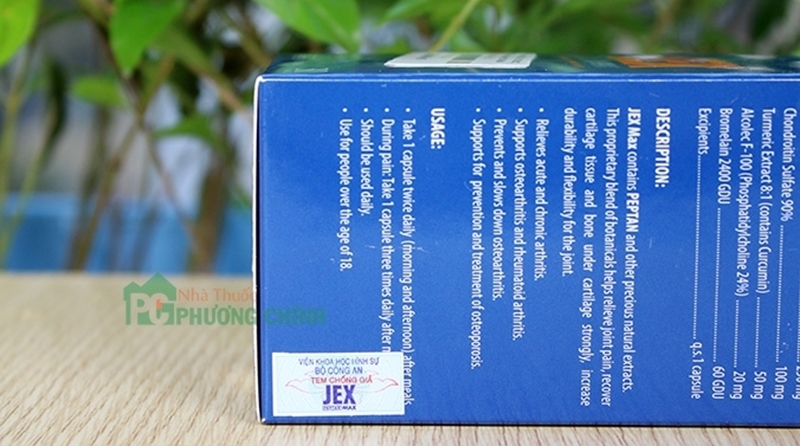 Chondroitin Sulfate 90% 100 mg
Turmeric Extract 8:1 (contains Curcumin) 50 mg
Alcolec F-100 (Phosphatidycholine 24%) 20 mg
Bromelain 2400 GDU 60 GDU
Excipients q.s.1 capsule
DESCRIPTION:
JEX Max contains PEPTAN and other precious natural extracts.
This proprietary blend of botanicals helps relieve joint pain, recover
cartilage tissue and bone under cartilage strongly, increase
durability and flexibility for the joint.
• Relieves acute and chronic arthritis.
• Supports osteoarthritis and rheumatoid arthritis.
• Prevents and slows down osteoarthritis.
• Supports for prevention and treatment of osteoporosis.
USAGE:
• Take 1 capsule twice daily (morning and afternoon) after meals
• During pain: Take 1 capsule three times daily after
• Should be used daily.
• Use for people over the age of 18.
VIỆN KHOA HỌC HÌNH SỰ
BỘ CÔNG AN
TEM CHỐNG GIẢ
JEX
MAX
PG Nhà Thuốc
PHƯƠNG CHÍNH